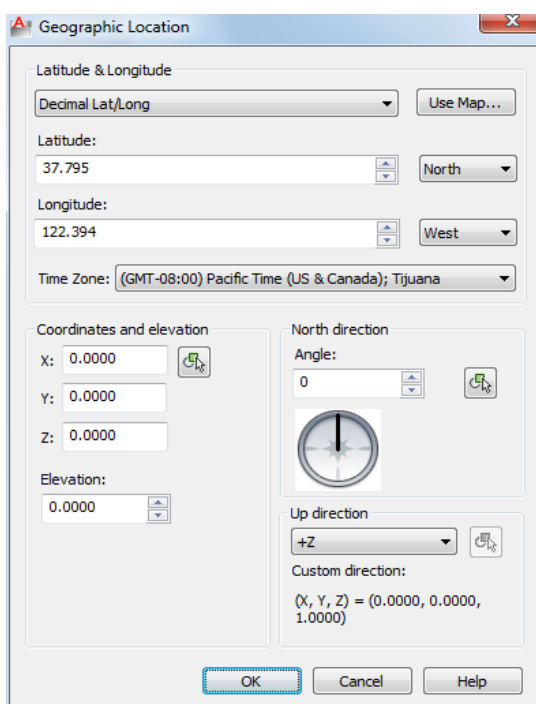 Geographic Location
Latitude & Longitude
Decimal Lat/Long
Use Map...
Latitude:
37.795
North
Longitude:
122.394
West
Time Zone: (GMT-08:00) Pacific Time (US & Canada); Tijuana
Coordinates and elevation
X: 0.0000
Y: 0.0000
Z: 0.0000
Elevation:
0.0000
North direction
Angle:
0
Up direction
+Z
Custom direction:
(X, Y, Z) = (0.0000, 0.0000,
1.0000)
OK
Cancel
Help